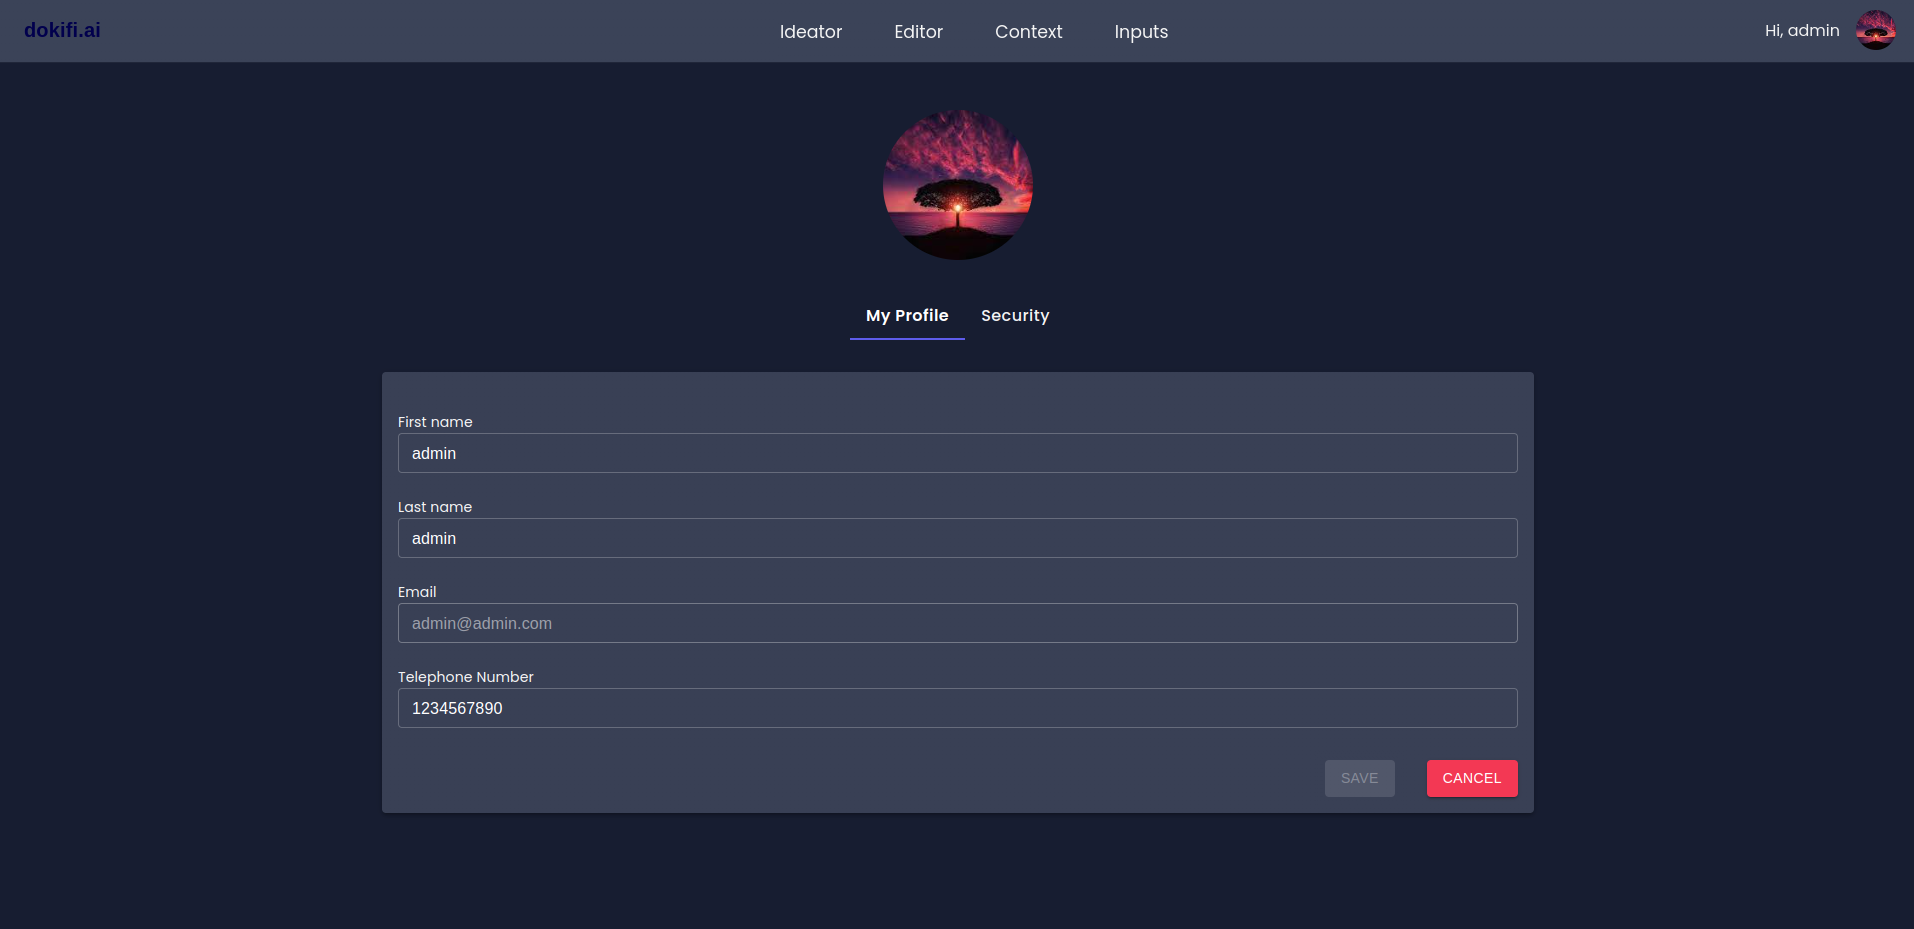 dokifi.ai
Ideator Editor Context Inputs
Hi, admin
My Profile Security
First name
admin
Last name
admin
Email
admin@admin.com
Telephone Number
1234567890
SAVE CANCEL